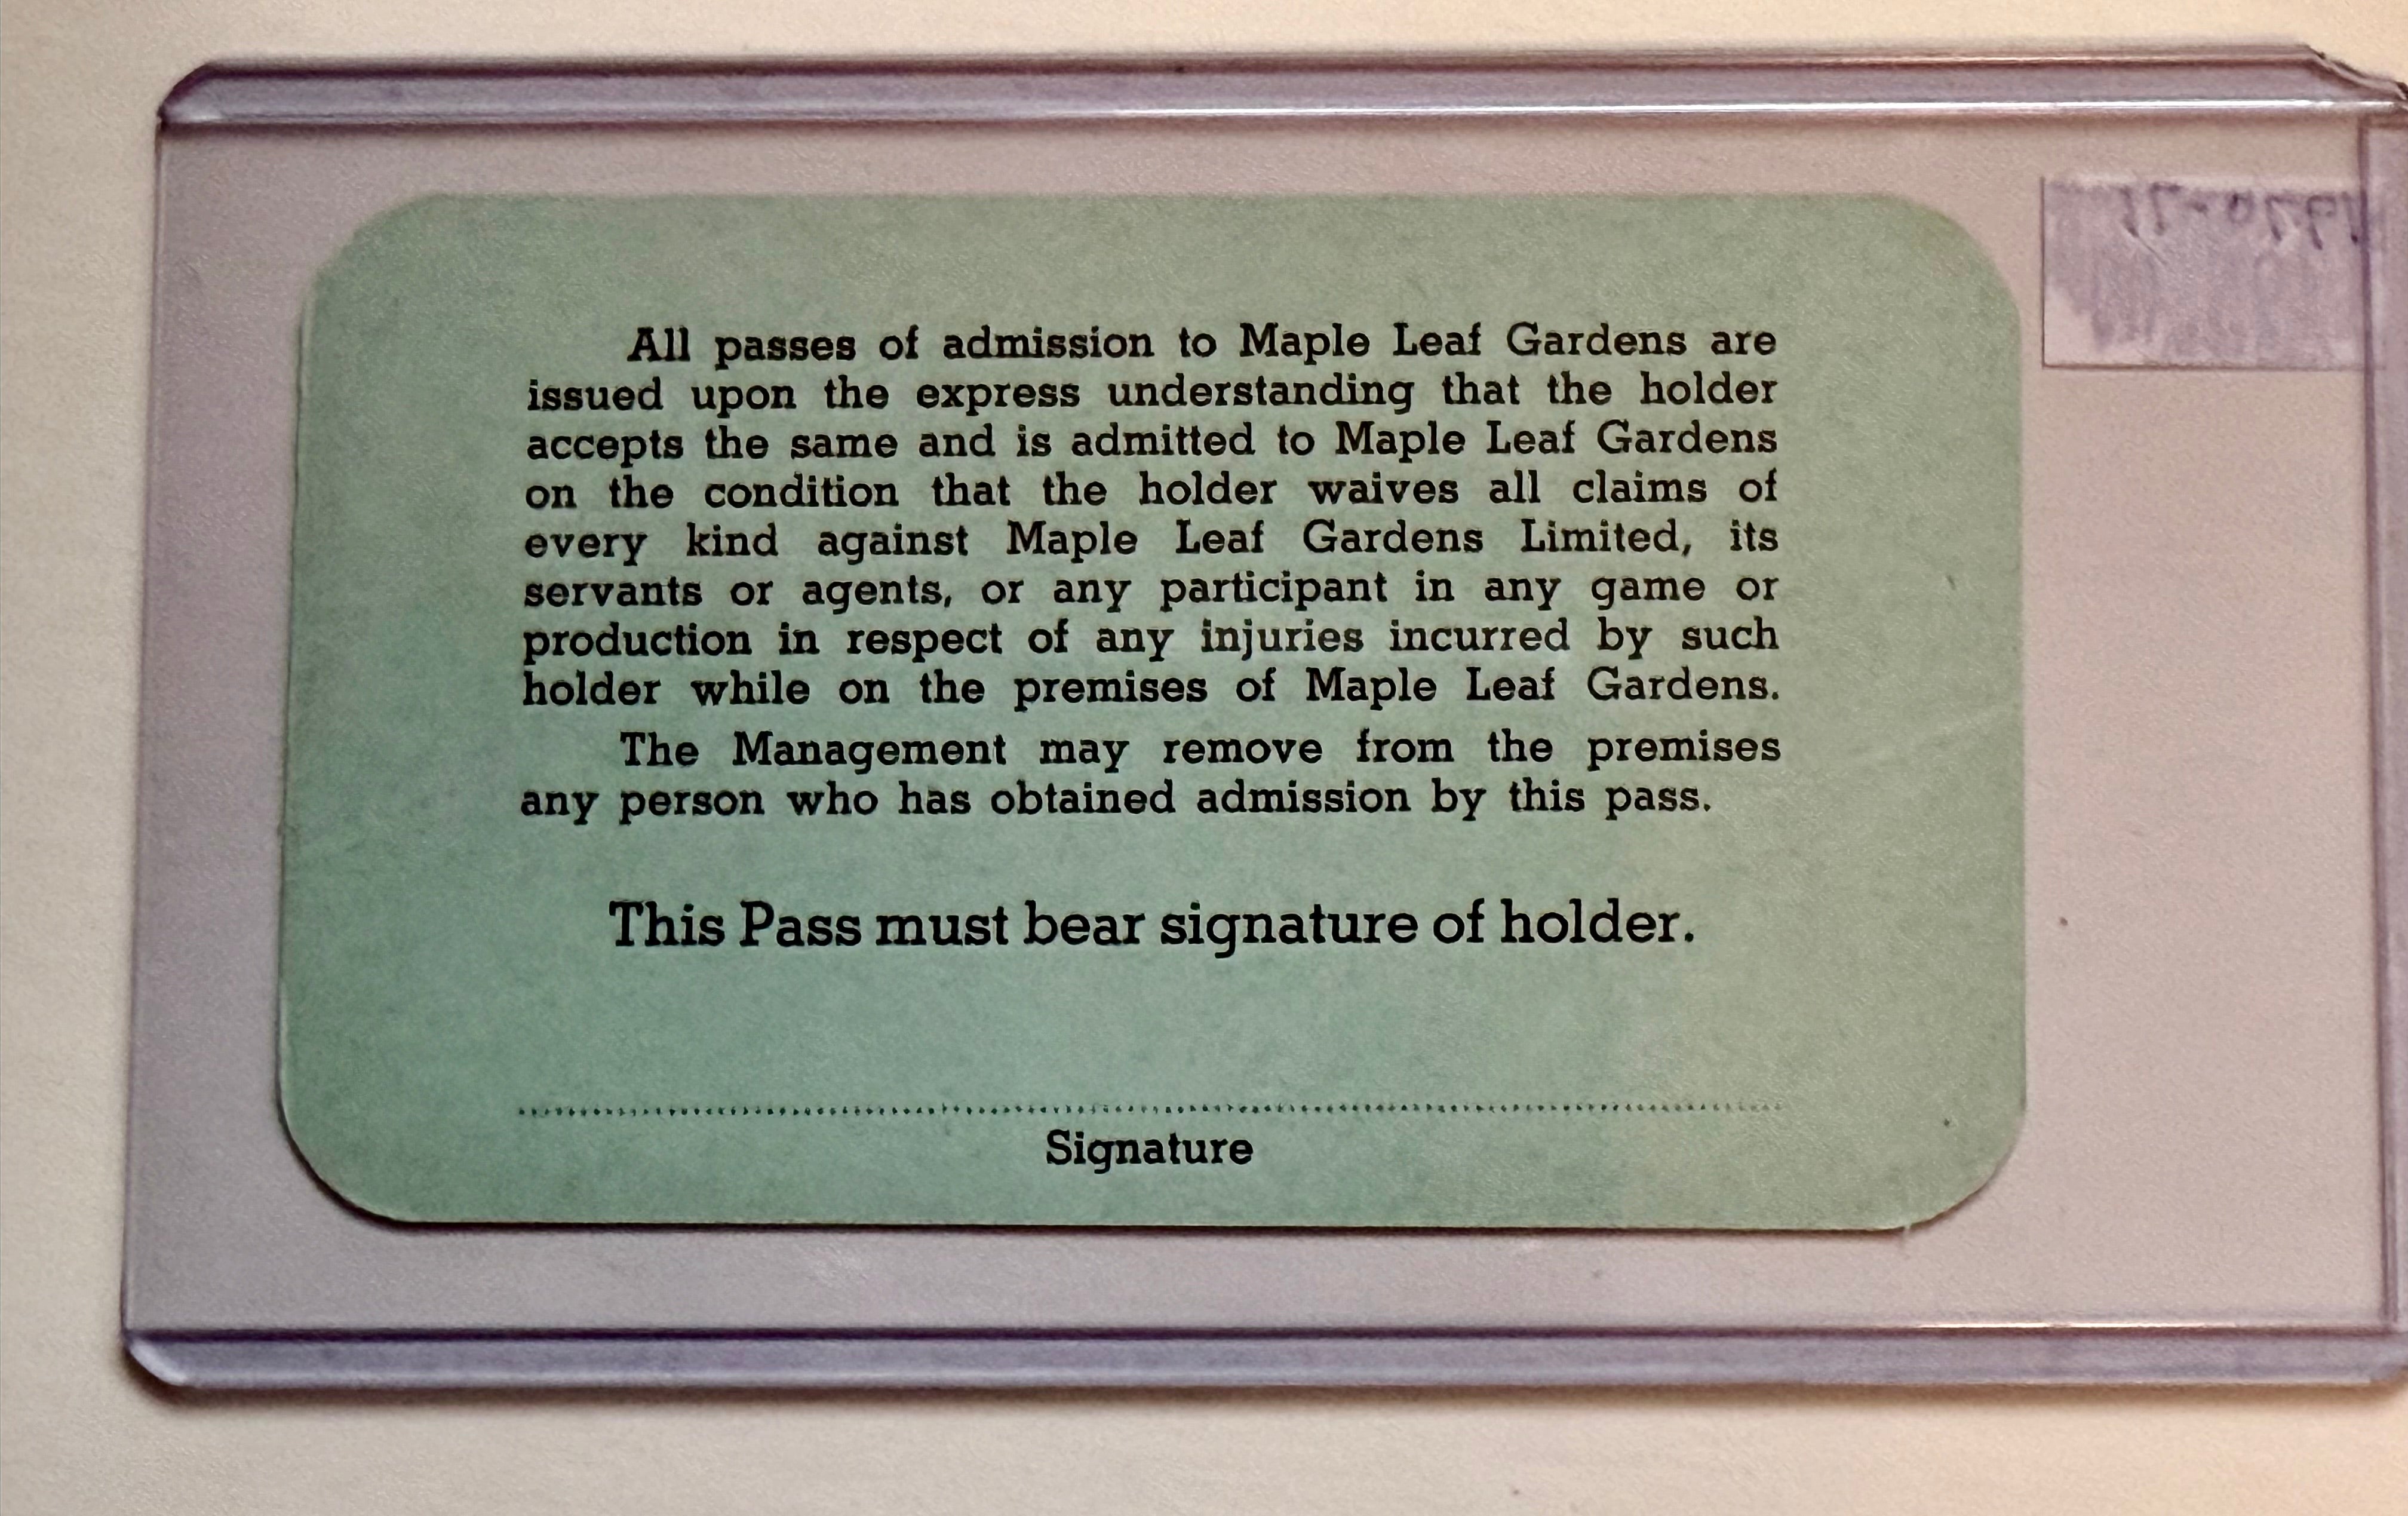 All passes of admission to Maple Leaf Gardens are
issued upon the express understanding that the holder
accepts the same and is admitted to Maple Leaf Gardens
on the condition that the holder waives all claims of
every kind against Maple Leaf Gardens Limited, its
servants or agents, or any participant in any game or
production in respect of any injuries incurred by such
holder while on the premises of Maple Leaf Gardens.
The Management may remove from the premises
any person who has obtained admission by this pass.
This Pass must bear signature of holder.
Signature